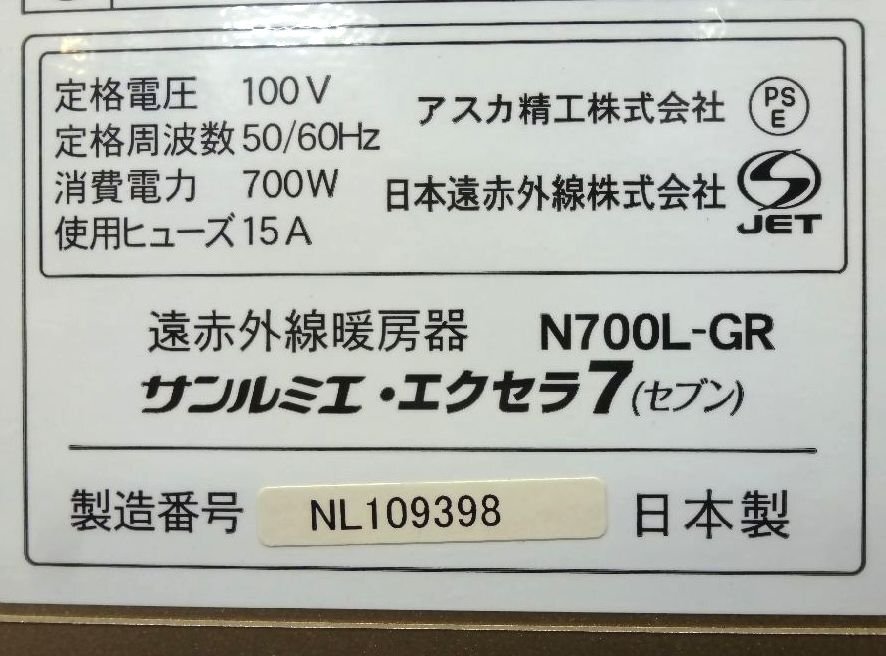 定格電圧 100V
定格周波数 50/60Hz
消費電力 700W
使用ヒューズ 15A
アスカ精工株式会社
PS
E
日本遠赤外線株式会社
JET
遠赤外線暖房器 N700L-GR
サンルミエ・エクセラ7(セブン)
製造番号 NL109398 日本製